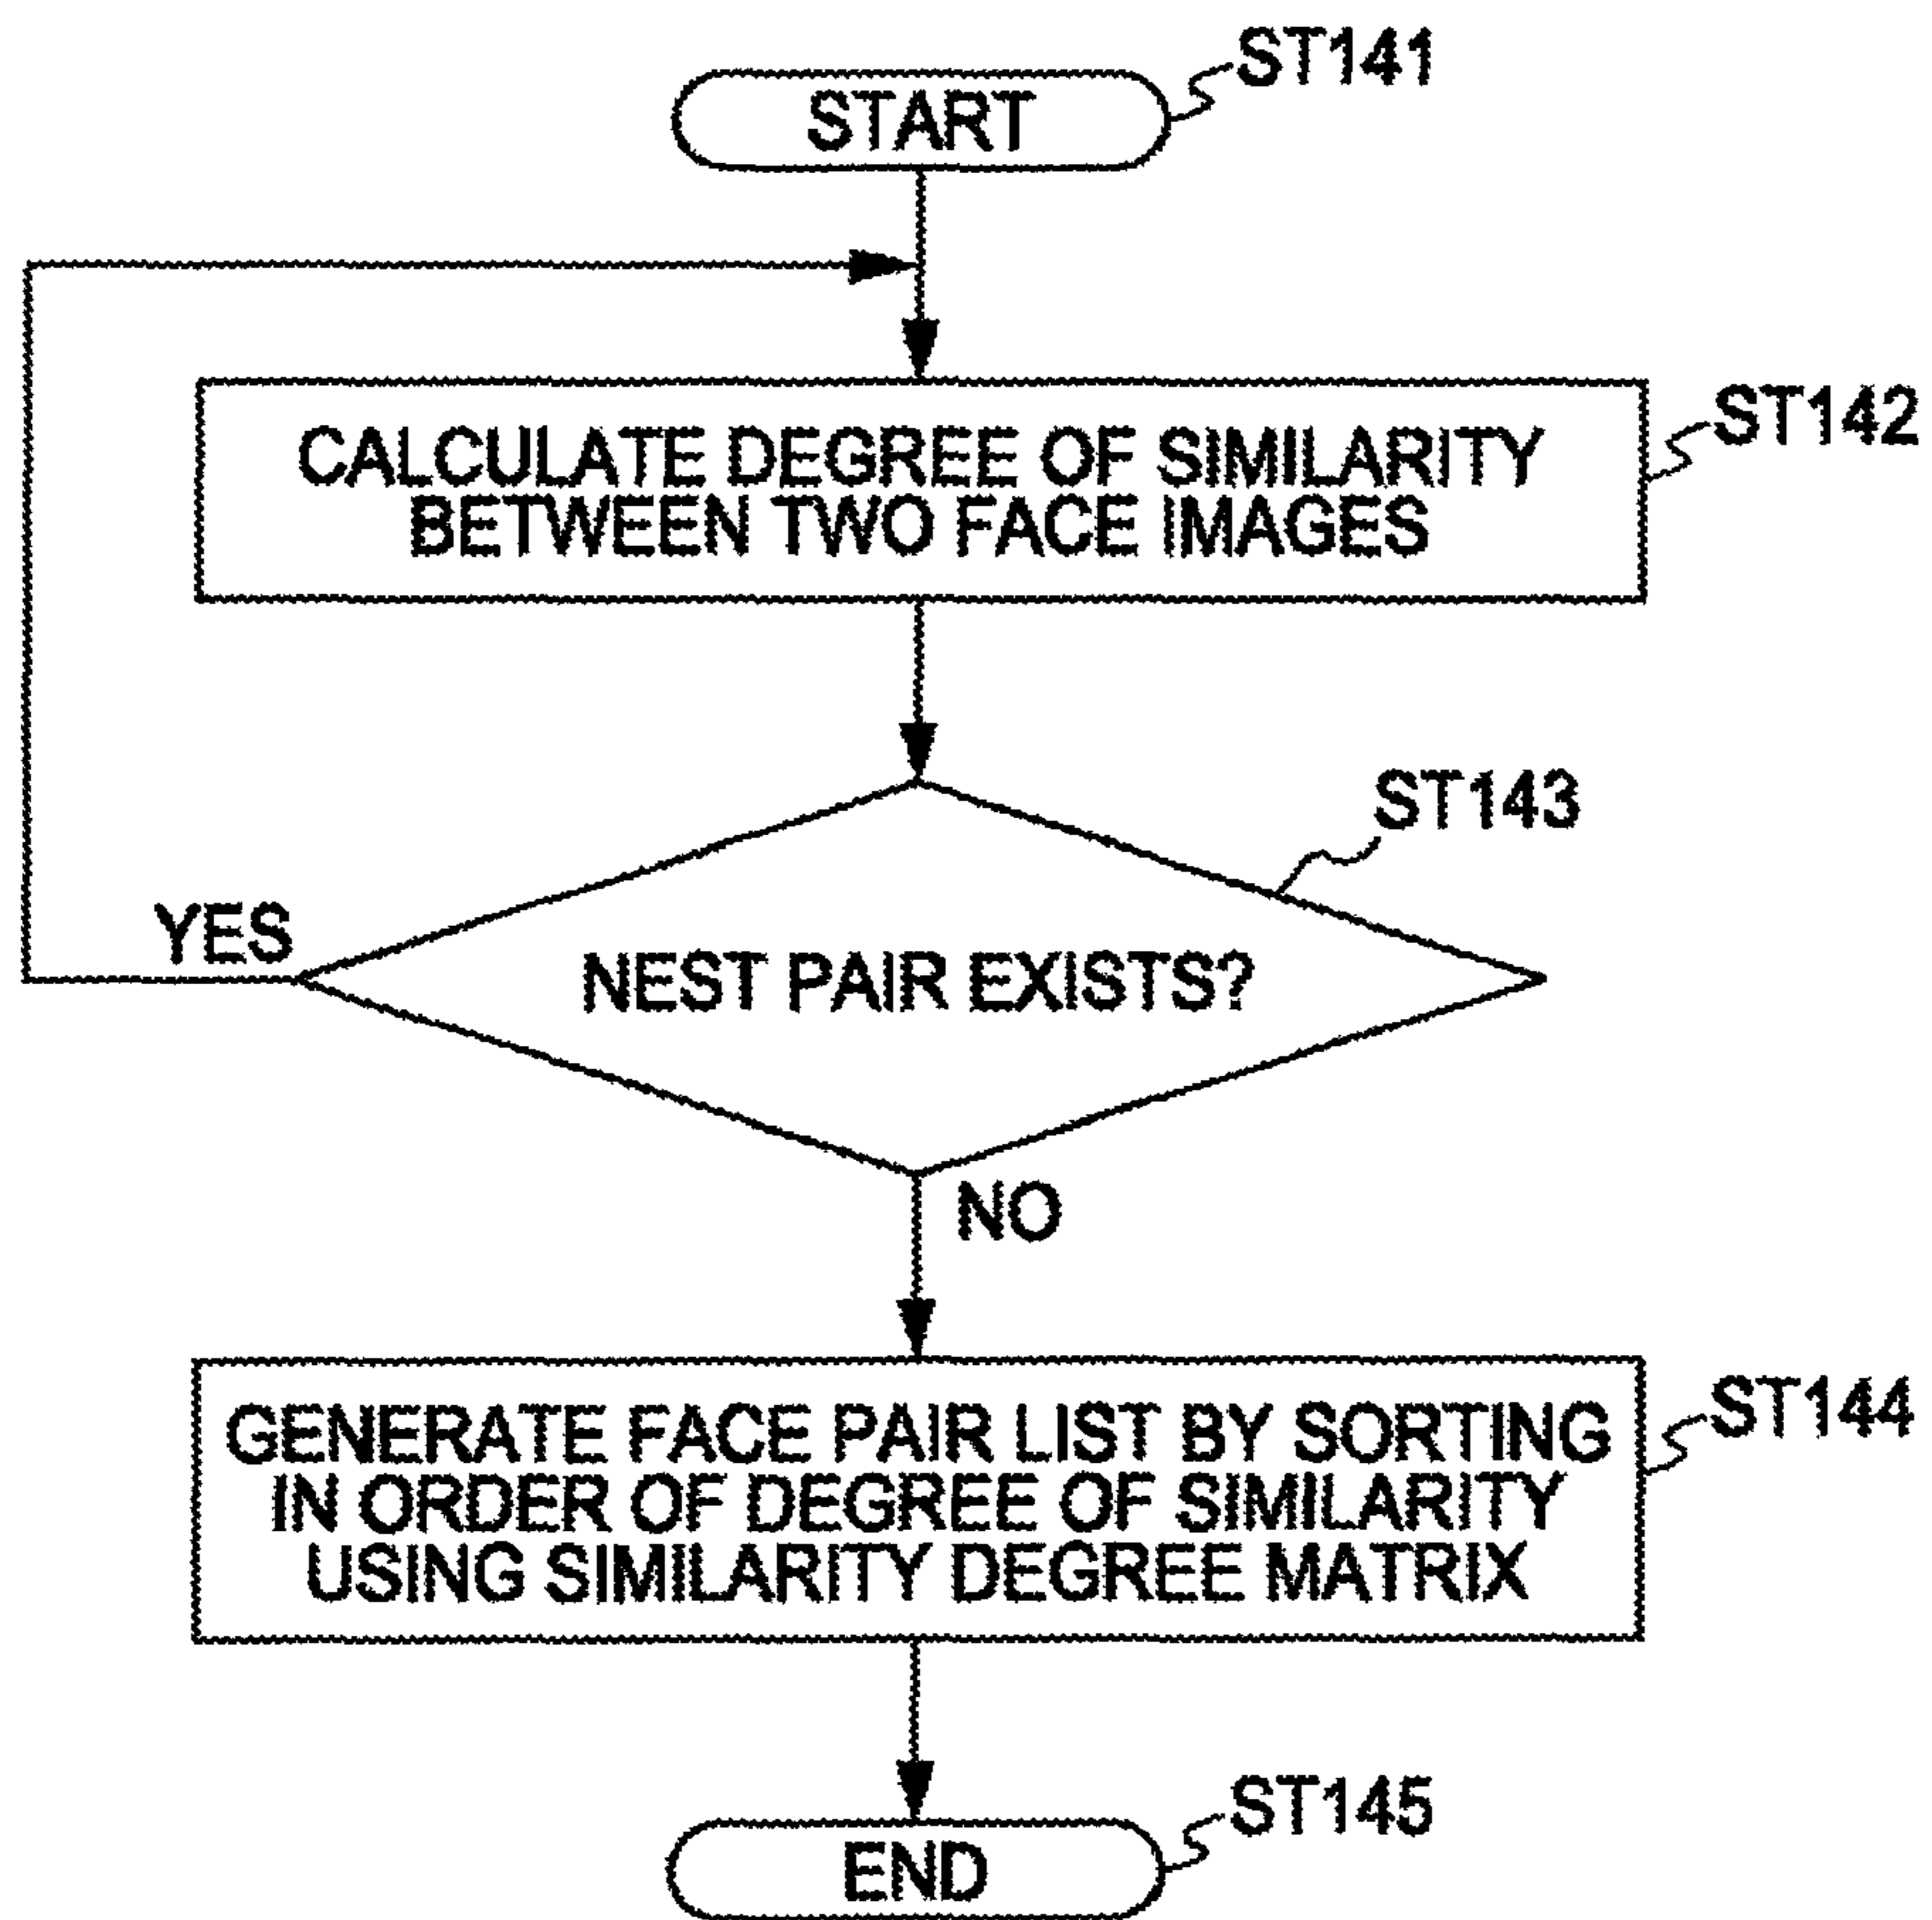 ST141
START
ST142
CALCULATE DEGREE OF SIMILARITY
BETWEEN TWO FACE IMAGES
ST143
YES
NEST PAIR EXISTS?
NO
ST144
GENERATE FACE PAIR LIST BY SORTING
IN ORDER OF DEGREE OF SIMILARITY
USING SIMILARITY DEGREE MATRIX
ST145
END